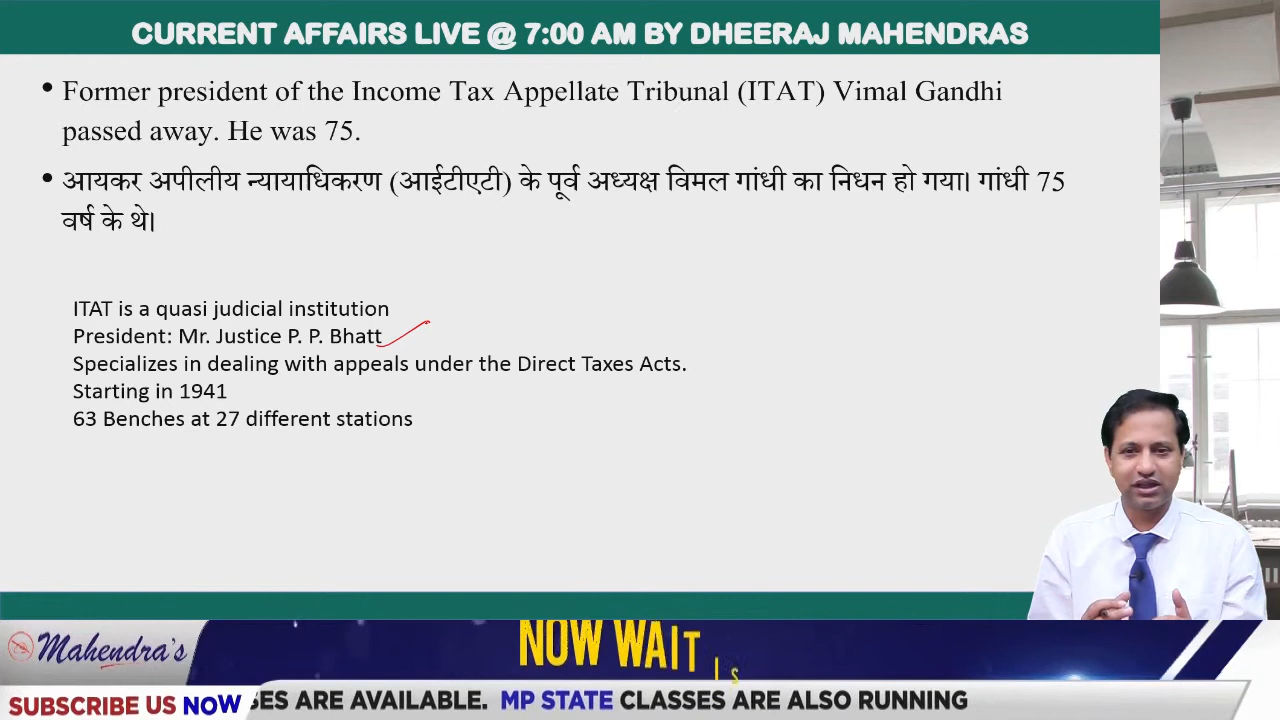 CURRENT AFFAIRS LIVE @ 7:00 AM BY DHEERAJ MAHENDRAS
• Former president of the Income Tax Appellate Tribunal (ITAT) Vimal Gandhi
passed away. He was 75.
• आयकर अपीलीय न्यायाधिकरण (आईटीएटी) के पूर्व अध्यक्ष विमल गांधी का निधन हो गया। गांधी 75
वर्ष के थे।
ITAT is a quasi judicial institution
President: Mr. Justice P. P. Bhatt
Specializes in dealing with appeals under the Direct Taxes Acts.
Starting in 1941
63 Benches at 27 different stations
Mahendra's
NOW WAIT IS
SUBSCRIBE US NOW
SES ARE AVAILABLE. MP STATE CLASSES ARE ALSO RUNNING